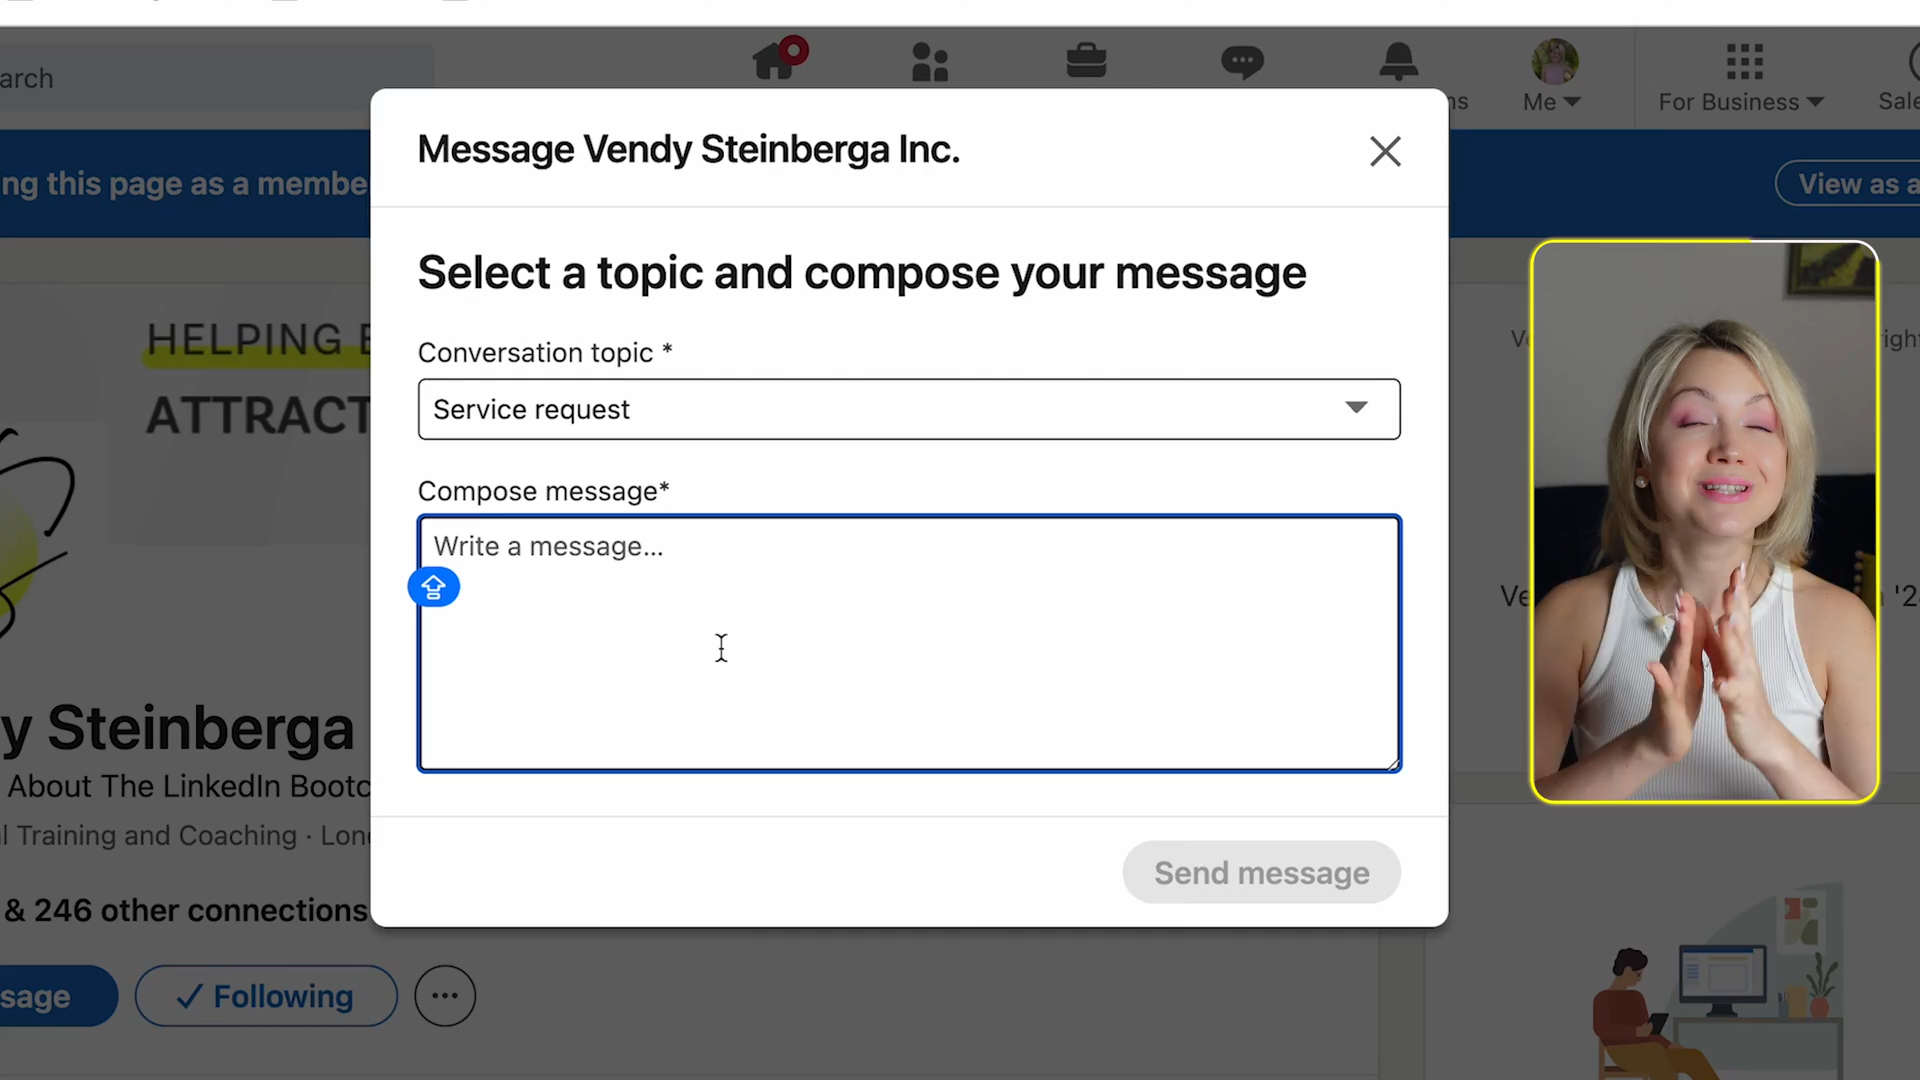 arch
Me
For Business
ng this page as a membe
View as a
Message Vendy Steinberga Inc.
Select a topic and compose your message
Conversation topic *
Service request
Compose message*
Write a message...
Send message
HELPING
ATTRACT
y Steinberga
About The LinkedIn Bootc
l Training and Coaching · Lon
& 246 other connections
sage
Following